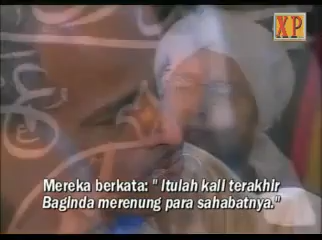 XP
Mereka berkata: " Itulah kali terakhir
Baginda merenung para sahabatnya."